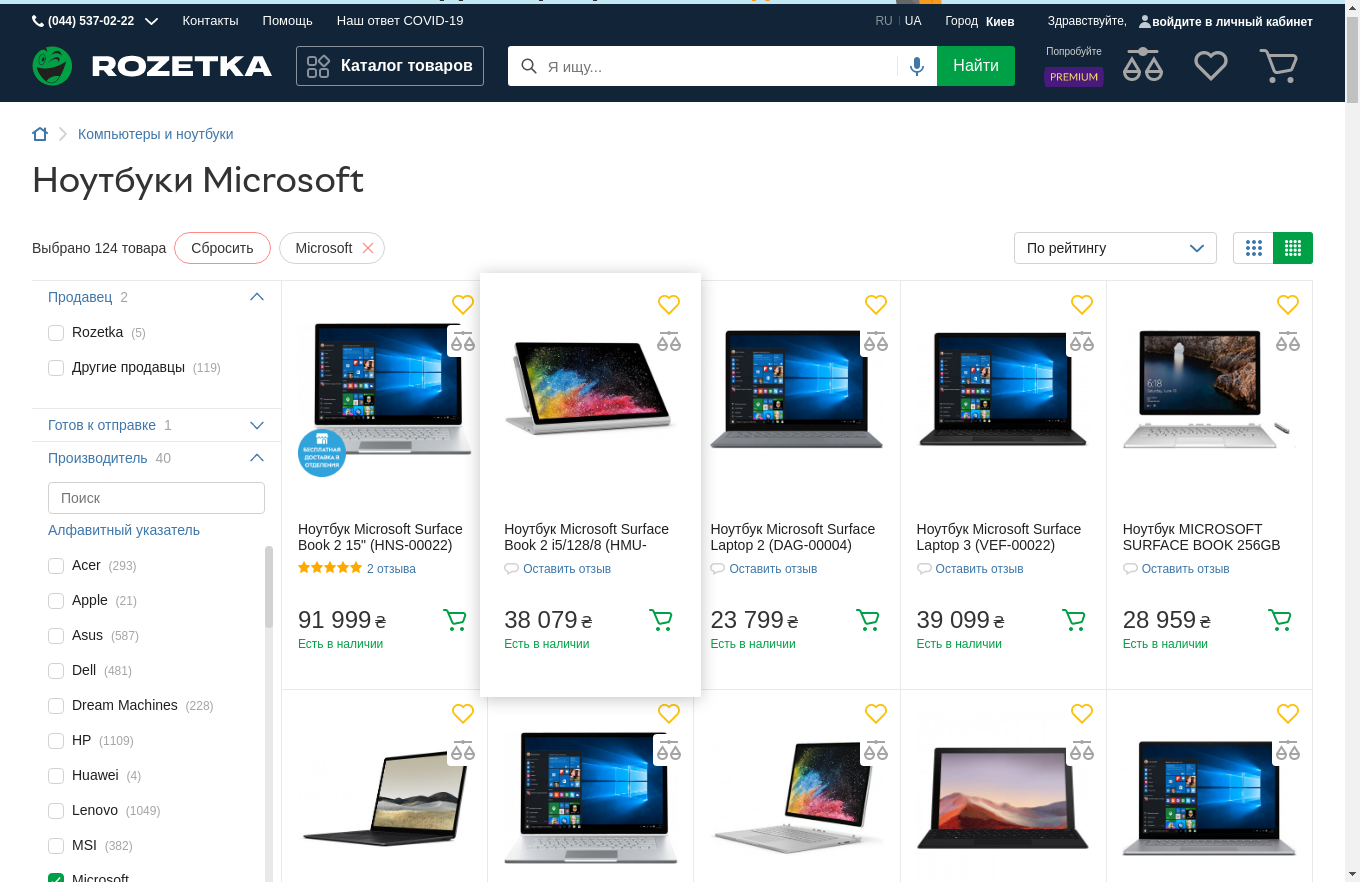 (044) 537-02-22
Контакты
Помощь
Наш ответ COVID-19
RU
UA
Город Киев
Здравствуйте, войдите в личный кабинет
ROZETKA
Каталог товаров
Я ищу...
Найти
Попробуйте
PREMIUM
Компьютеры и ноутбуки
Ноутбуки Microsoft
Выбрано 124 товара
Сбросить
Microsoft
По рейтингу
Продавец 2
Rozetka (5)
Другие продавцы (119)
Готов к отправке 1
Производитель 40
Поиск
Алфавитный указатель
Acer (293)
Apple (21)
Asus (587)
Dell (481)
Dream Machines (228)
HP (1109)
Huawei (4)
Lenovo (1049)
MSI (382)
Microsoft
БЕСПЛАТНАЯ
ДОСТАВКА В
ОТДЕЛЕНИЯ
Ноутбук Microsoft Surface
Book 2 15" (HNS-00022)
2 отзыва
91 999 ₴
Есть в наличии
Ноутбук Microsoft Surface
Book 2 i5/128/8 (HMU-
Оставить отзыв
38 079 ₴
Есть в наличии
Ноутбук Microsoft Surface
Laptop 2 (DAG-00004)
Оставить отзыв
23 799 ₴
Есть в наличии
Ноутбук Microsoft Surface
Laptop 3 (VEF-00022)
Оставить отзыв
39 099 ₴
Есть в наличии
6:18
Ноутбук MICROSOFT
SURFACE BOOK 256GB
Оставить отзыв
28 959 ₴
Есть в наличии